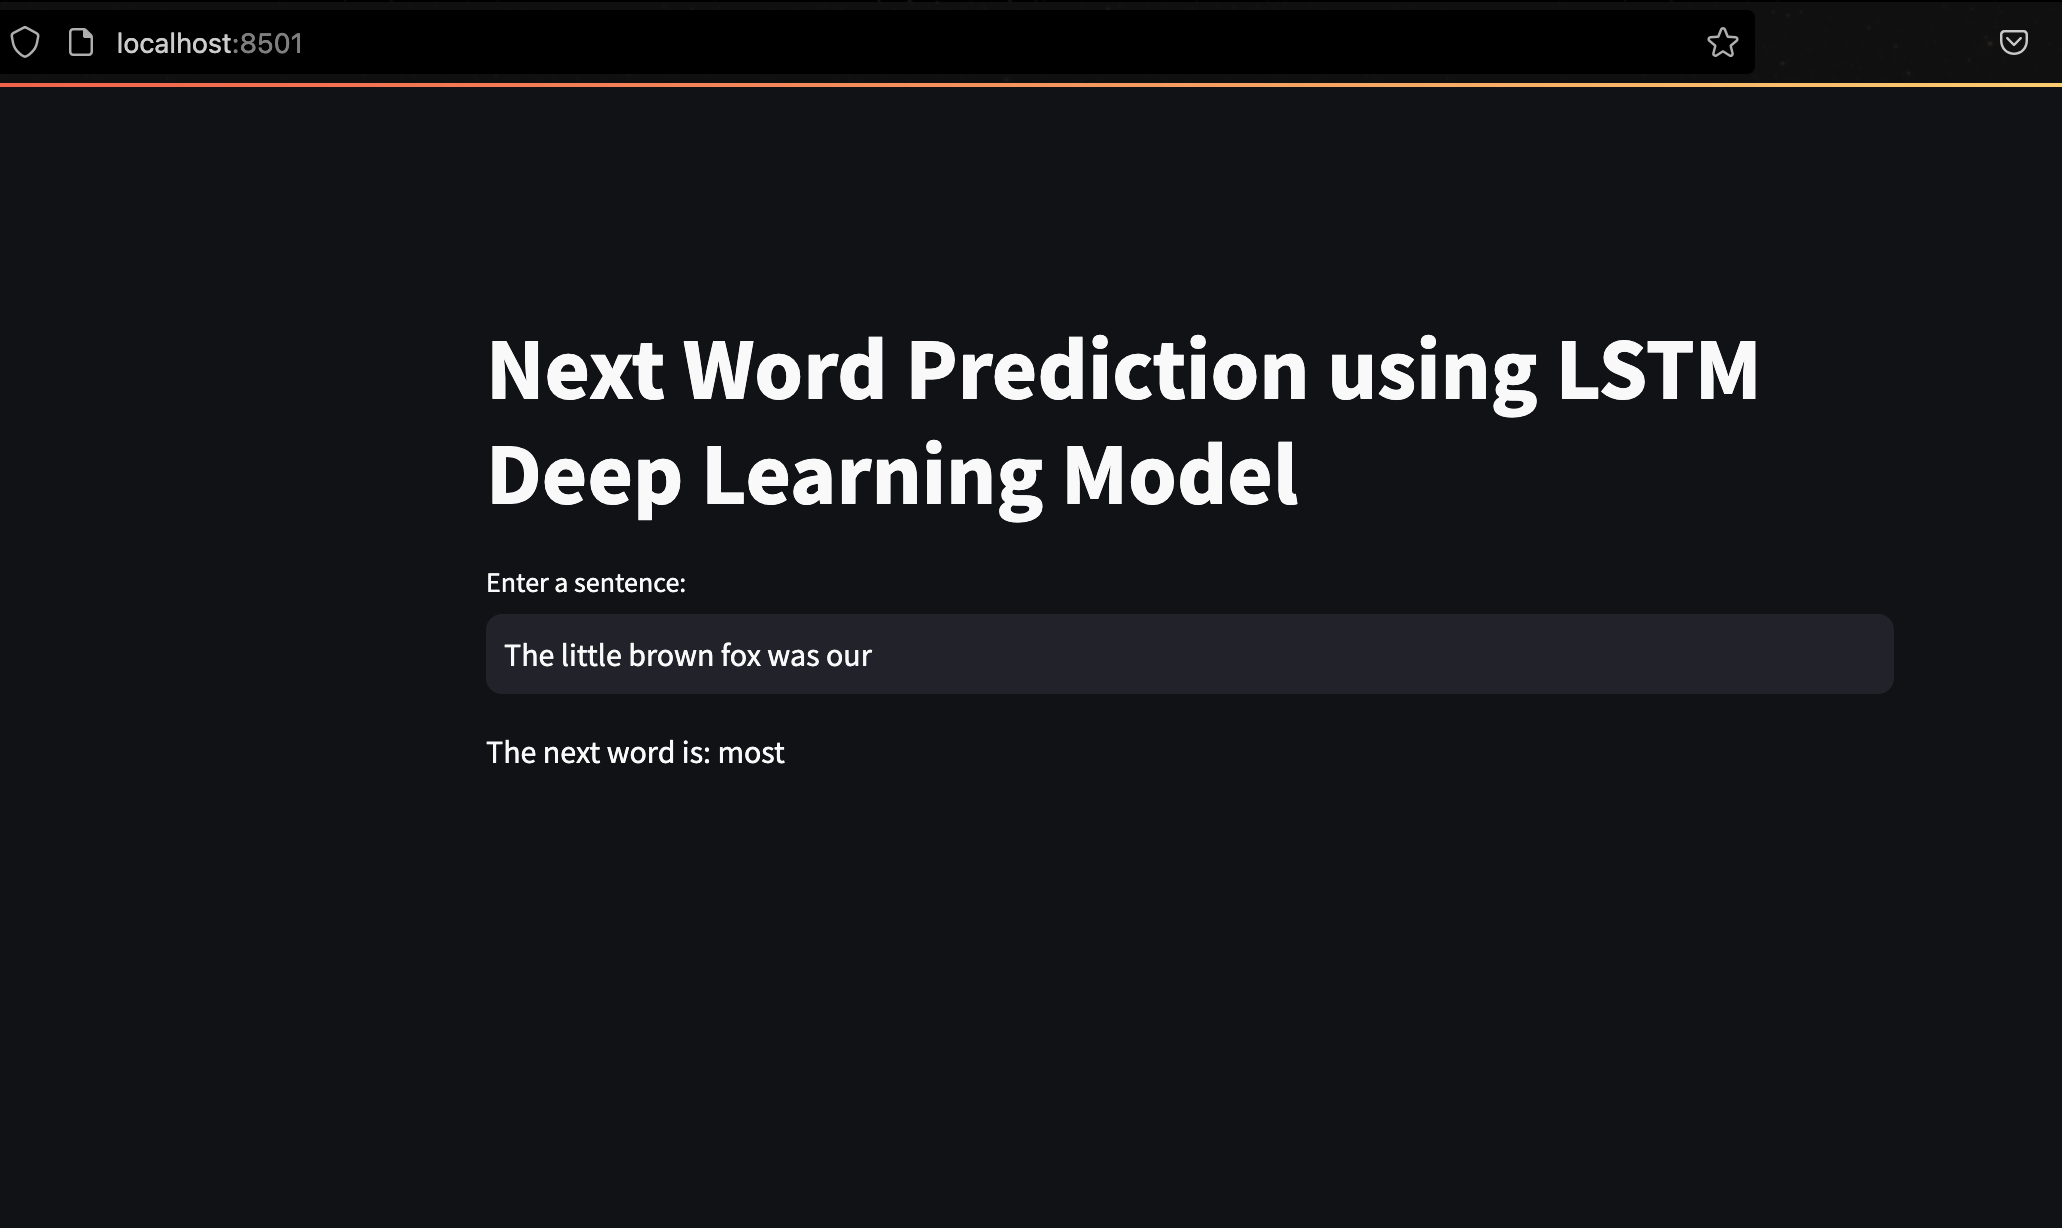 localhost:8501
Next Word Prediction using LSTM
Deep Learning Model
Enter a sentence:
The little brown fox was our
The next word is: most